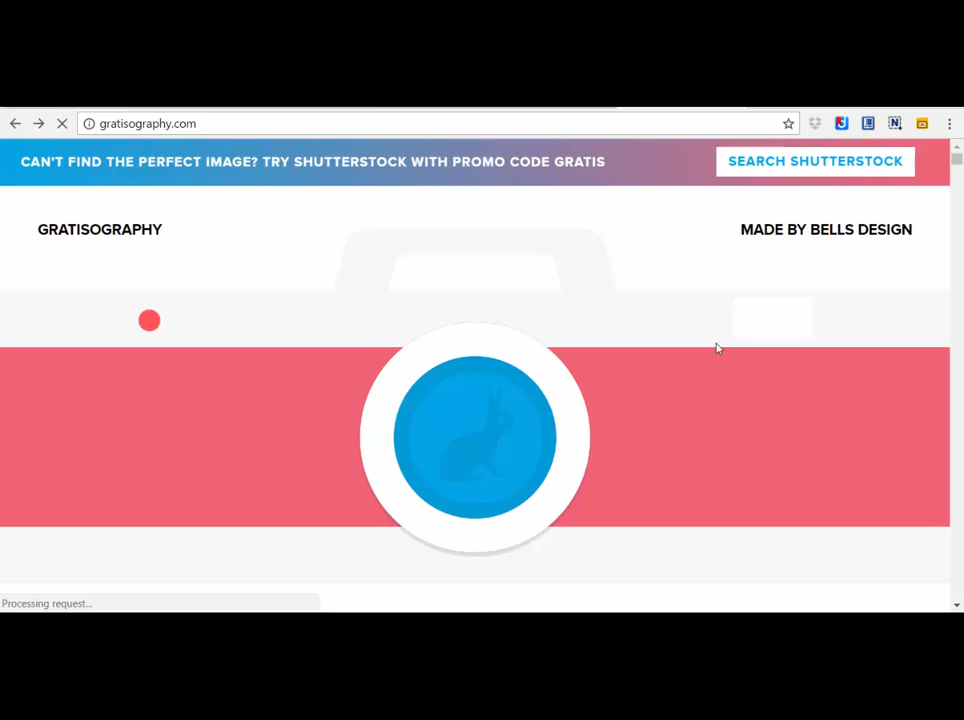 gratisography.com
CAN'T FIND THE PERFECT IMAGE? TRY SHUTTERSTOCK WITH PROMO CODE GRATIS
SEARCH SHUTTERSTOCK
GRATISOGRAPHY
MADE BY BELLS DESIGN
Processing request...